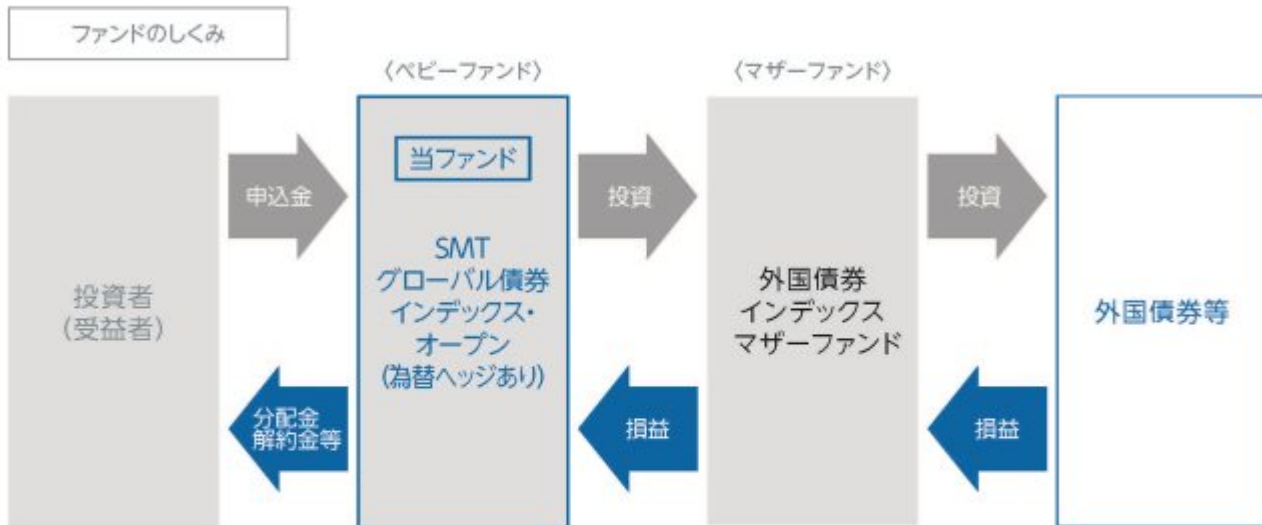 ファンドのしくみ
〈ベビーファンド〉
〈マザーファンド〉
投資者
(受益者)
申込金
分配金
解約金等
当ファンド
SMT
グローバル債券
インデックス・
オープン
(為替ヘッジあり)
投資
損益
外国債券
インデックス
マザーファンド
投資
損益
外国債券等